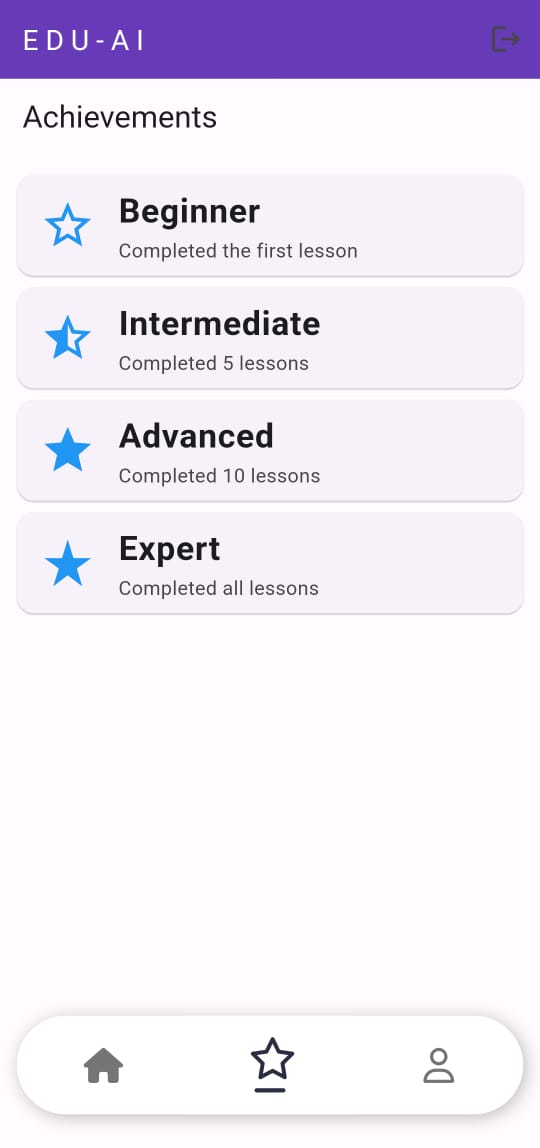 EDU-AI
Achievements
Beginner
Completed the first lesson
Intermediate
Completed 5 lessons
Advanced
Completed 10 lessons
Expert
Completed all lessons